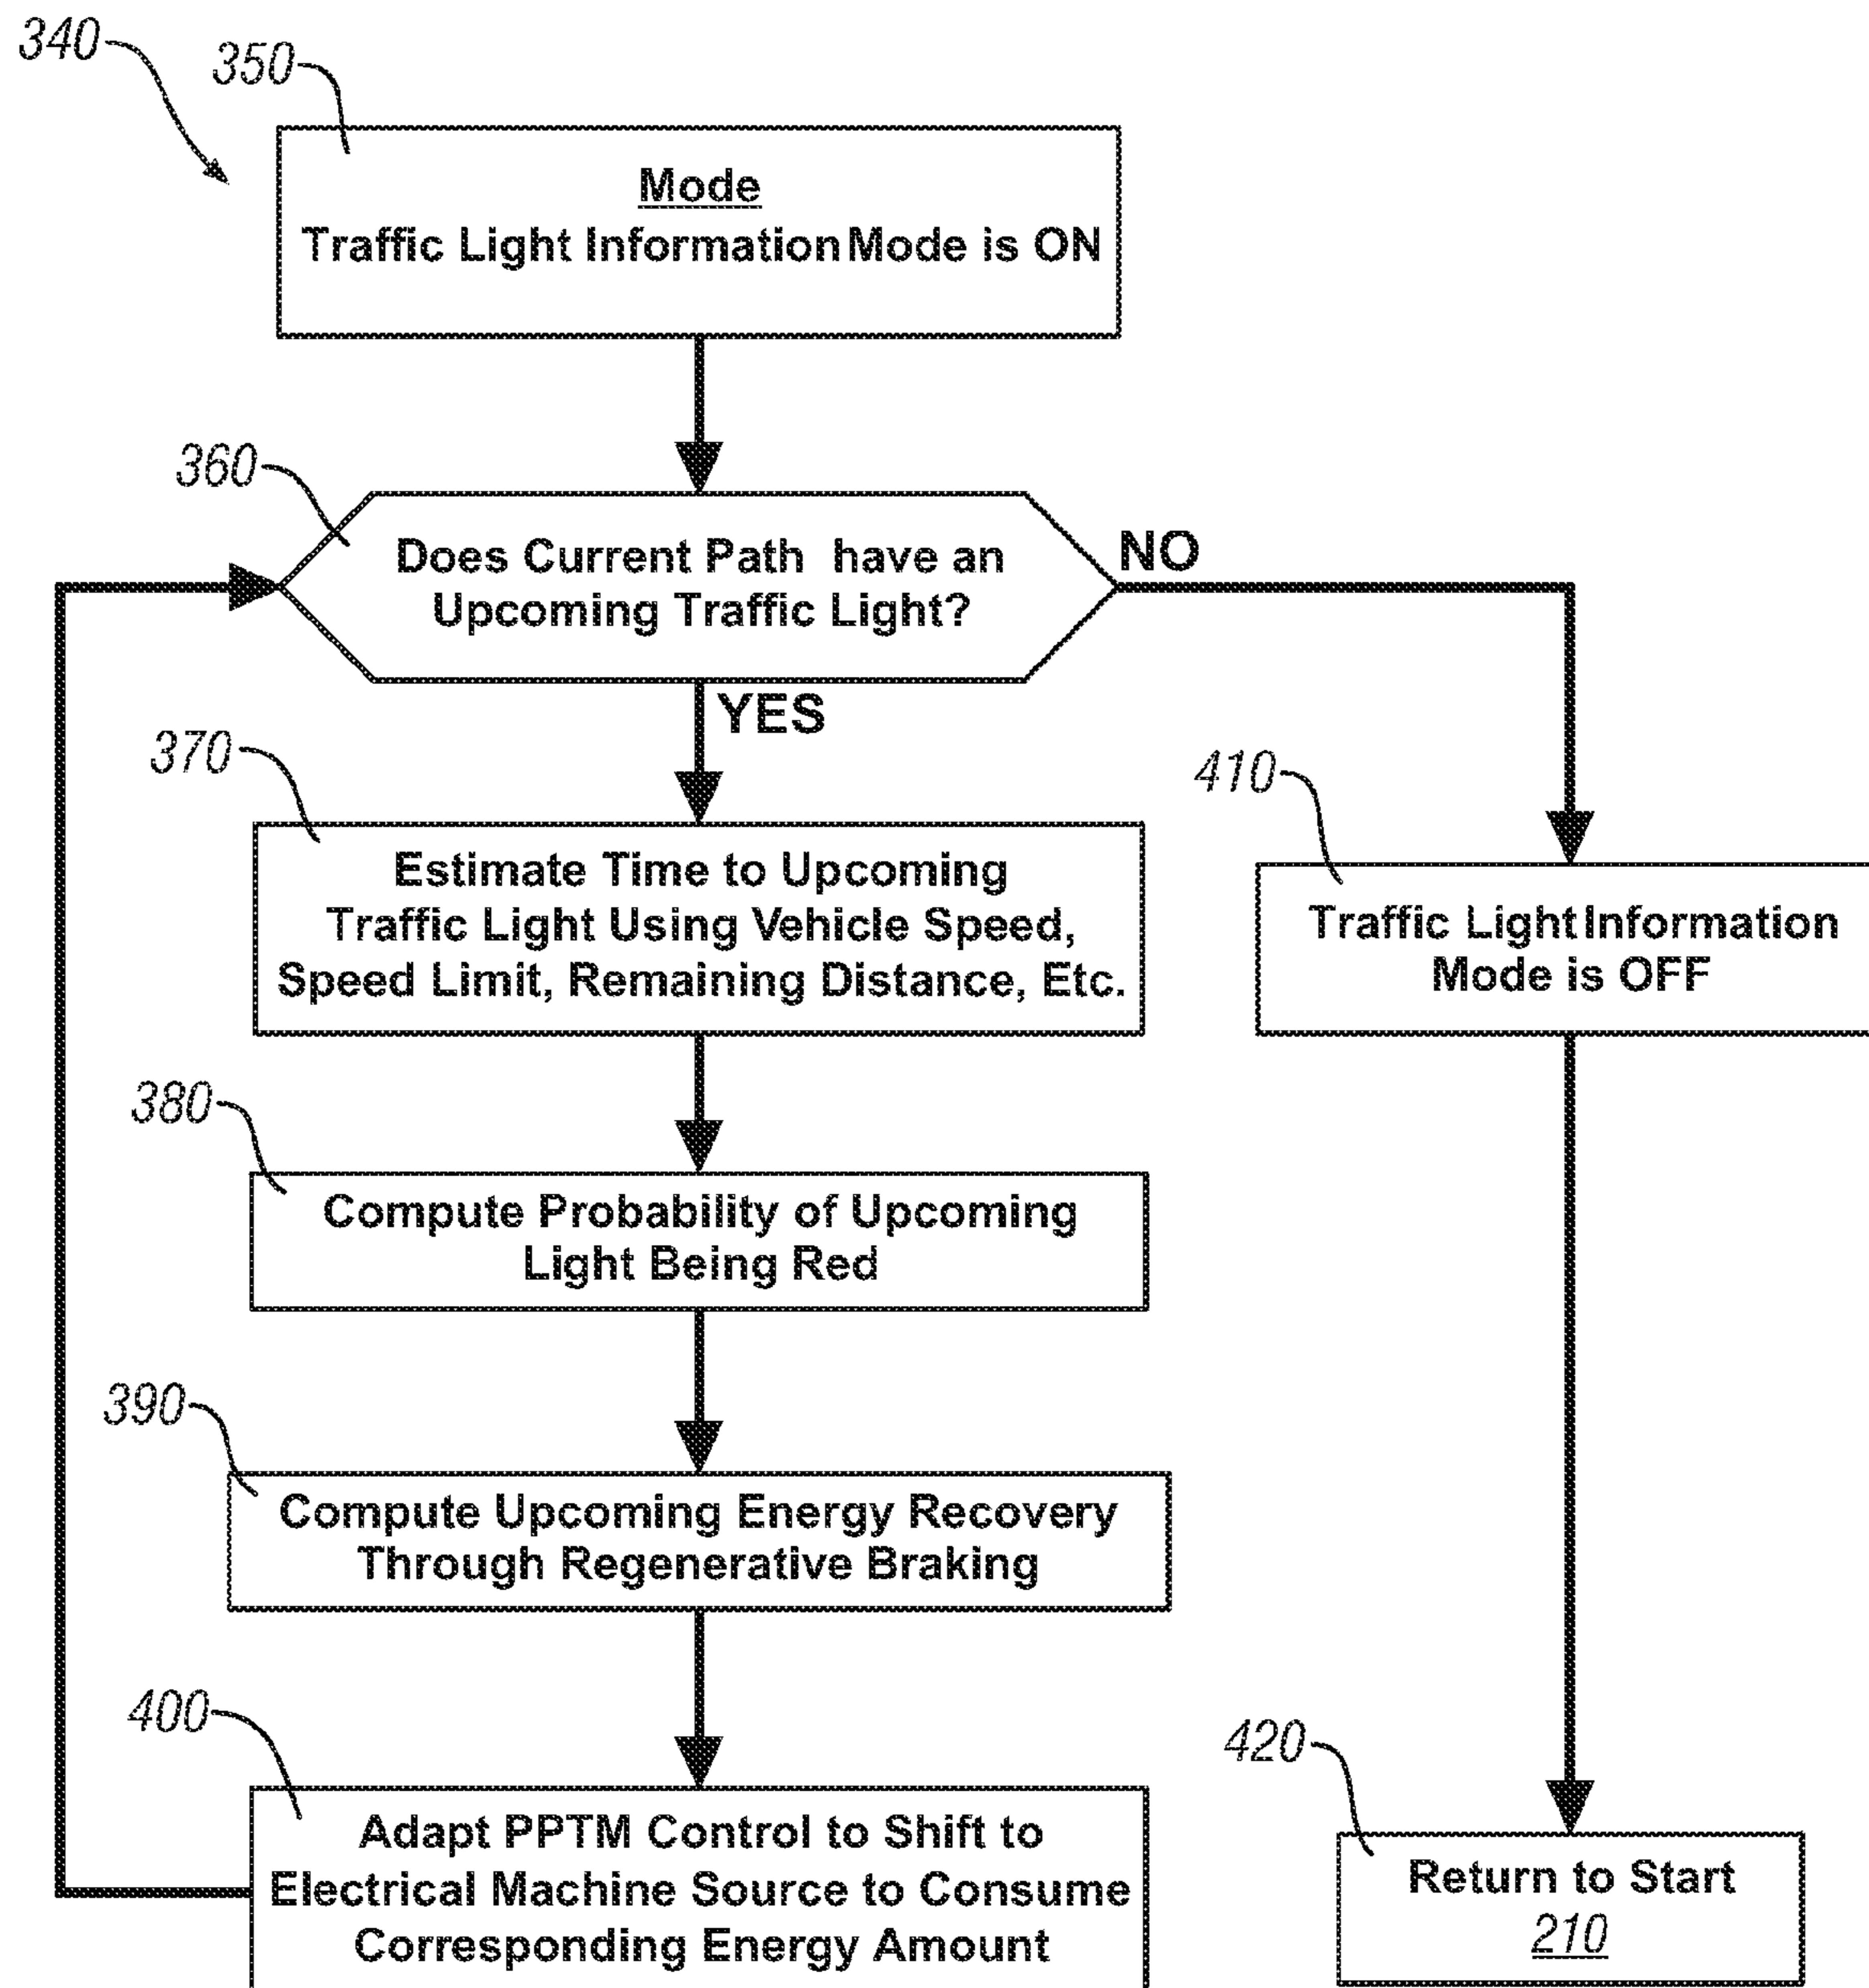 340
350
Mode
Traffic Light Information Mode is ON
360
Does Current Path have an
Upcoming Traffic Light?
NO
YES
370
Estimate Time to Upcoming
Traffic Light Using Vehicle Speed,
Speed Limit, Remaining Distance, Etc.
410
Traffic Light Information
Mode is OFF
380
Compute Probability of Upcoming
Light Being Red
390
Compute Upcoming Energy Recovery
Through Regenerative Braking
400
Adapt PPTM Control to Shift to
Electrical Machine Source to Consume
Corresponding Energy Amount
420
Return to Start
210